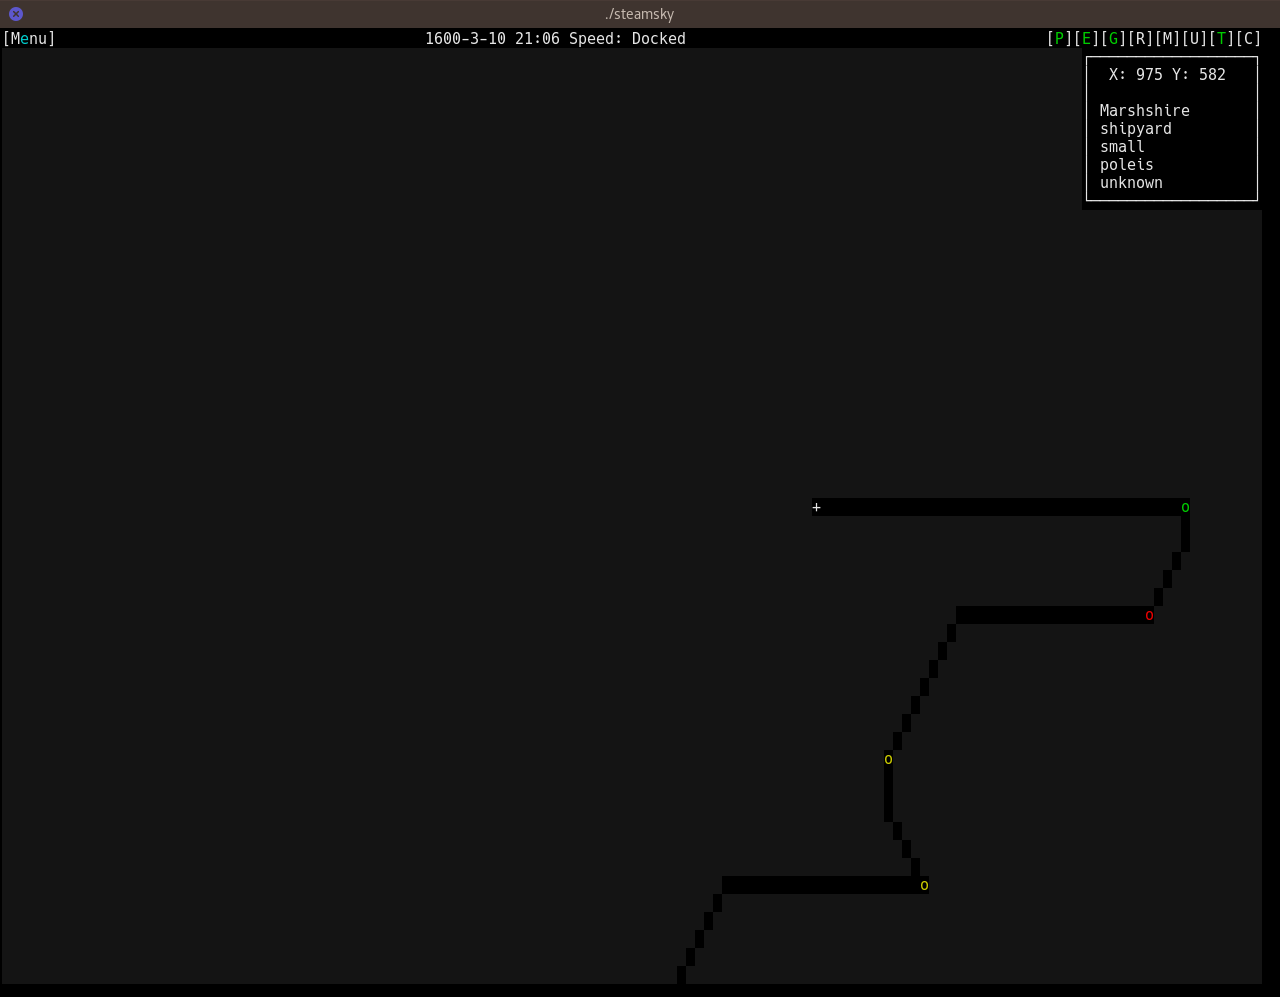 ./steamsky
[Menu] 1600-3-10 21:06 Speed: Docked [P][E][G][R][M][U][T][C]
X: 975 Y: 582
Marshshire
shipyard
small
poleis
unknown
+ o
o
o
o